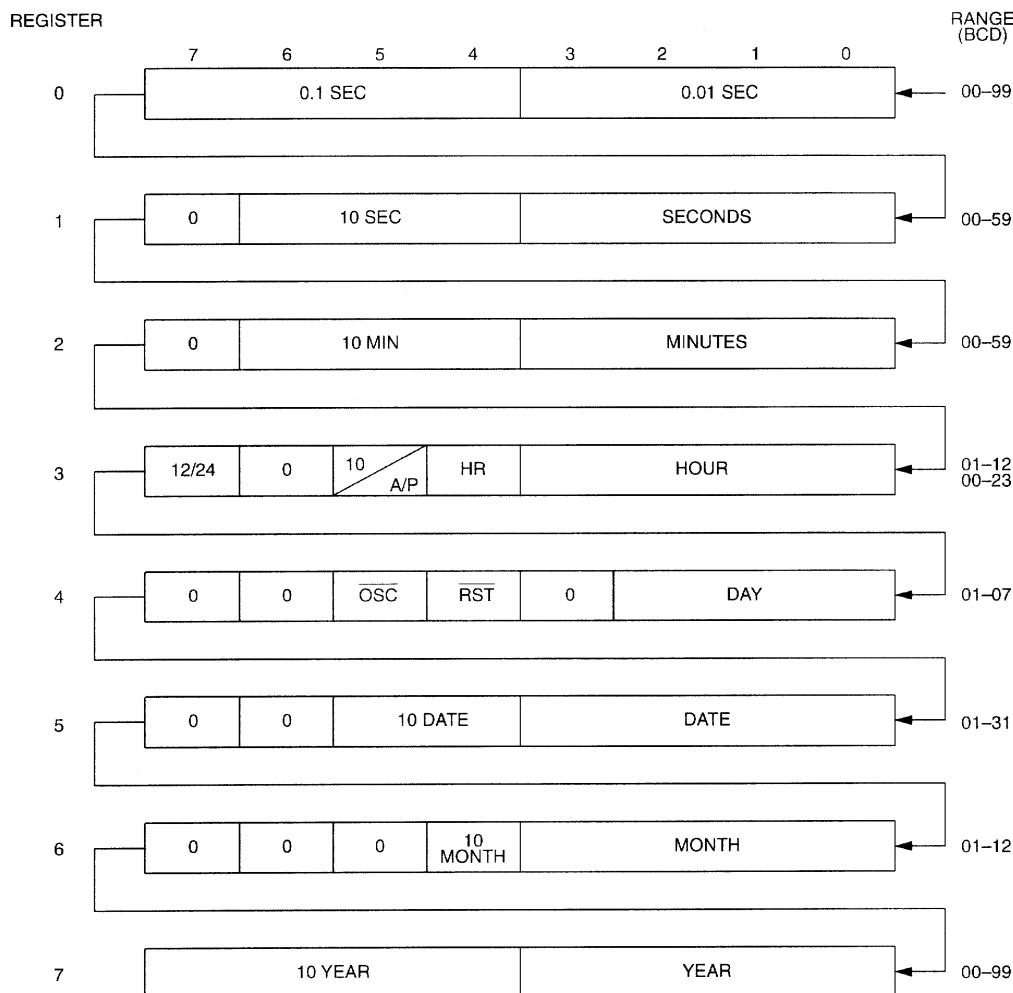 REGISTER
RANGE
(BCD)
7 6 5 4 3 2 1 0
0 0.1 SEC 0.01 SEC 00–99
1 0 10 SEC SECONDS 00–59
2 0 10 MIN MINUTES 00–59
3 12/24 0 10 A/P HR HOUR 01–12
00–23
4 0 0 OSC RST 0 DAY 01–07
5 0 0 10 DATE DATE 01–31
6 0 0 0 10 MONTH MONTH 01–12
7 10 YEAR YEAR 00–99